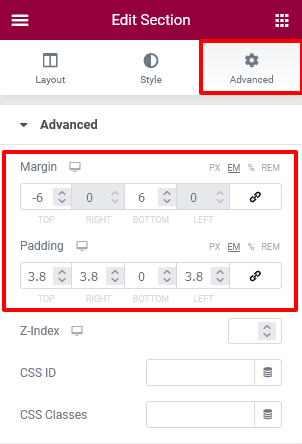 Edit Section
Layout Style Advanced
Advanced
Margin PX EM % REM
-6 0 6 0
TOP RIGHT BOTTOM LEFT
Padding PX EM % REM
3.8 3.8 0 3.8
TOP RIGHT BOTTOM LEFT
Z-Index
CSS ID
CSS Classes